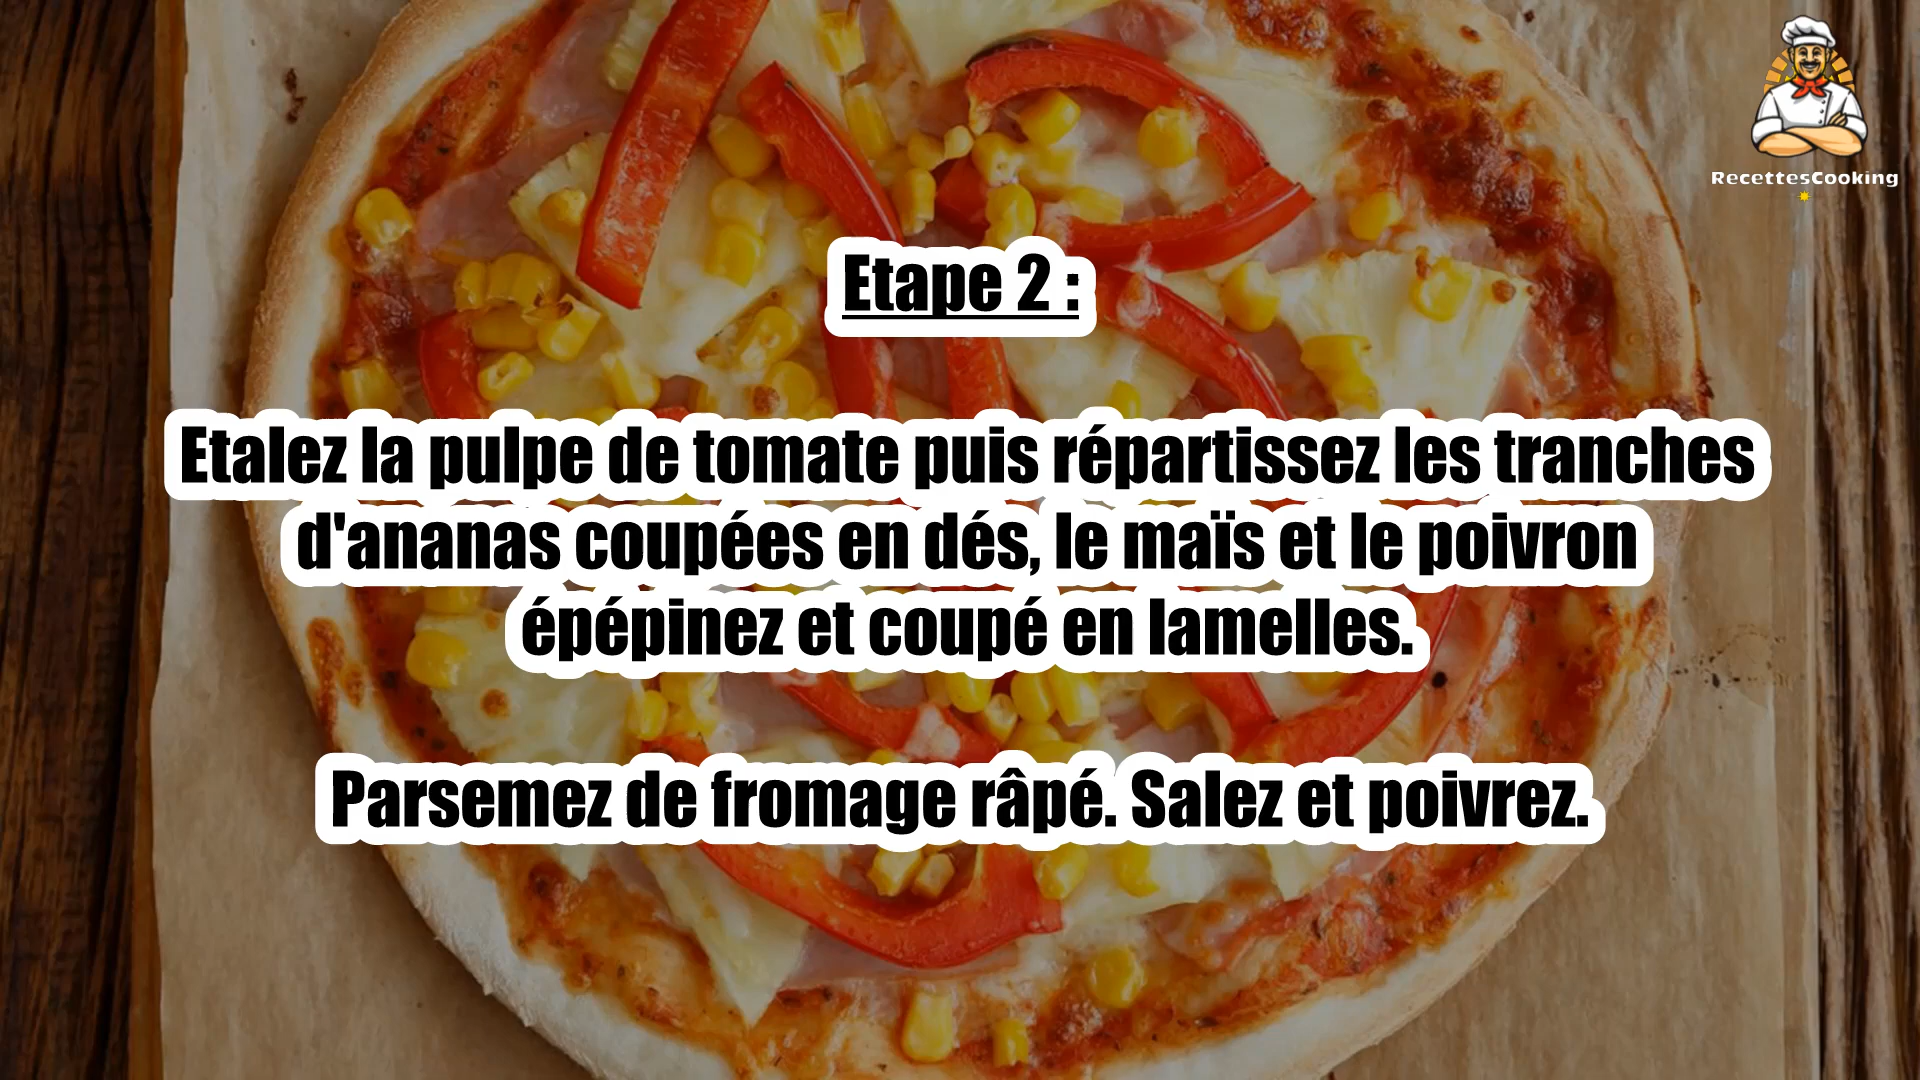 RecettesCooking
Etape 2 :
Etalez la pulpe de tomate puis répartissez les tranches
d'ananas coupées en dés, le maïs et le poivron
épépinez et coupé en lamelles.
Parsemez de fromage râpé. Salez et poivrez.